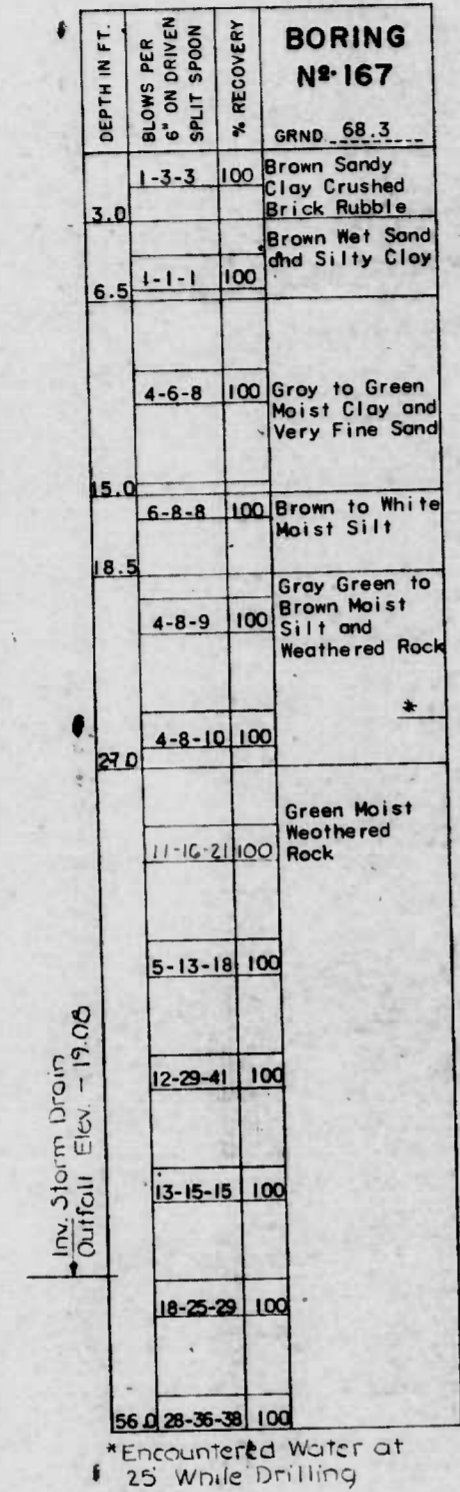 DEPTH IN FT.
BLOWS PER
6" ON DRIVEN
SPLIT SPOON
% RECOVERY
BORING
Nº 167
GRND 68.3
1-3-3 100 Brown Sandy
Clay Crushed
3.0 Brick Rubble
Brown Wet Sand
and Silty Clay
1-1-1 100
6.5
4-6-8 100 Gray to Green
Moist Clay and
Very Fine Sand
15.0
6-8-8 100 Brown to White
Moist Silt
18.5
Gray Green to
Brown Moist
4-8-9 100 Silt and
Weathered Rock
*
4-8-10 100
27.0
Green Moist
Weathered
11-16-21 100 Rock
5-13-18 100
12-29-41 100
13-15-15 100
Inv. Storm Drain
Outfall Elev. - 19.08
18-25-29 100
56.0 28-36-38 100
*Encountered Water at
25' While Drilling